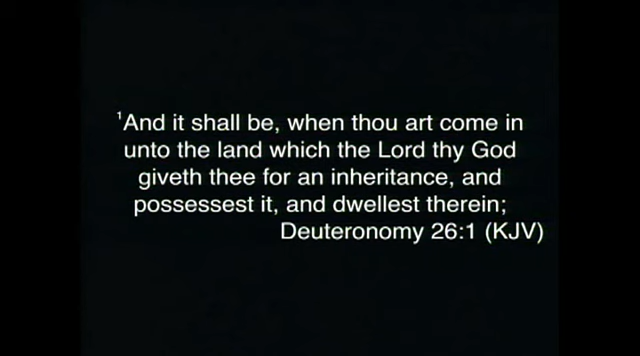 ¹And it shall be, when thou art come in
unto the land which the Lord thy God
giveth thee for an inheritance, and
possessest it, and dwellest therein;
Deuteronomy 26:1 (KJV)